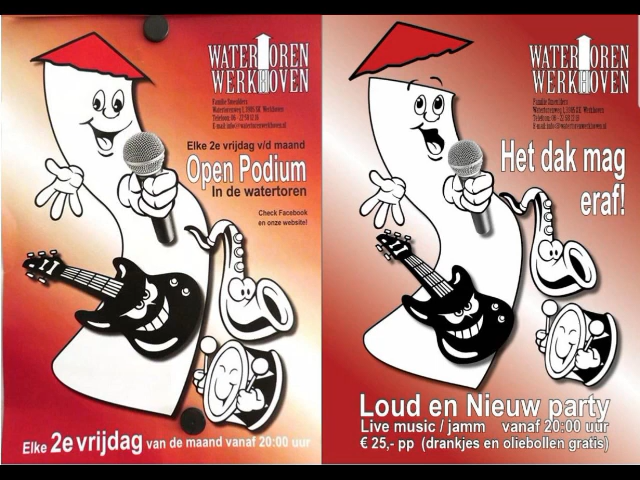 WATERTOREN
WERKHOVEN
Elke 2e vrijdag v/d maand
Open Podium
In de watertoren
Check Facebook
en onze website!
Elke 2e vrijdag van de maand vanaf 20:00 uur
WATERTOREN
WERKHOVEN
Het dak mag
eraf!
Loud en Nieuw party
Live music / jamm vanaf 20:00 uur
€ 25,- pp (drankjes en oliebollen gratis)